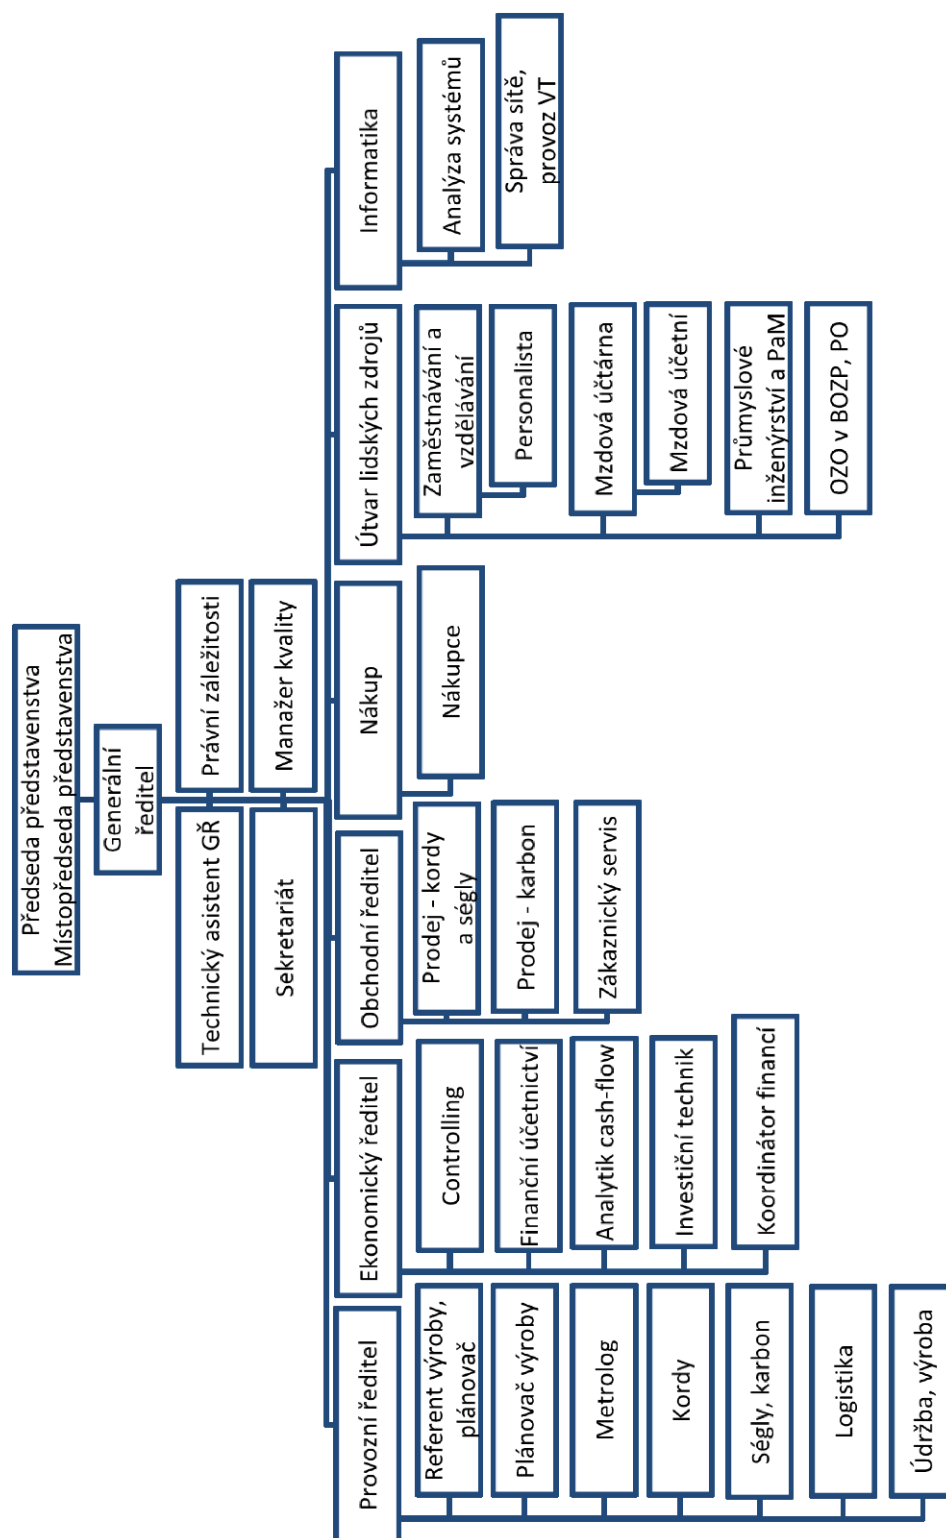 Předseda představenstva
Místopředseda představenstva
Generální
ředitel
Technický asistent GŘ
Právní záležitosti
Sekretariát
Manažer kvality
Provozní ředitel
Referent výroby,
plánovač
Plánovač výroby
Metrolog
Kordy
Ségly, karbon
Logistika
Údržba, výroba
Ekonomický ředitel
Controlling
Finanční účetnictví
Analytik cash-flow
Investiční technik
Koordinátor financí
Obchodní ředitel
Prodej - kordy
a ségly
Prodej - karbon
Zákaznický servis
Nákup
Nákupce
Útvar lidských zdrojů
Zaměstnávání a
vzdělávání
Personalista
Mzdová účtárna
Mzdová účetní
Průmyslové
inženýrství a PaM
OZO v BOZP, PO
Informatika
Analýza systémů
Správa sítě,
provoz VT